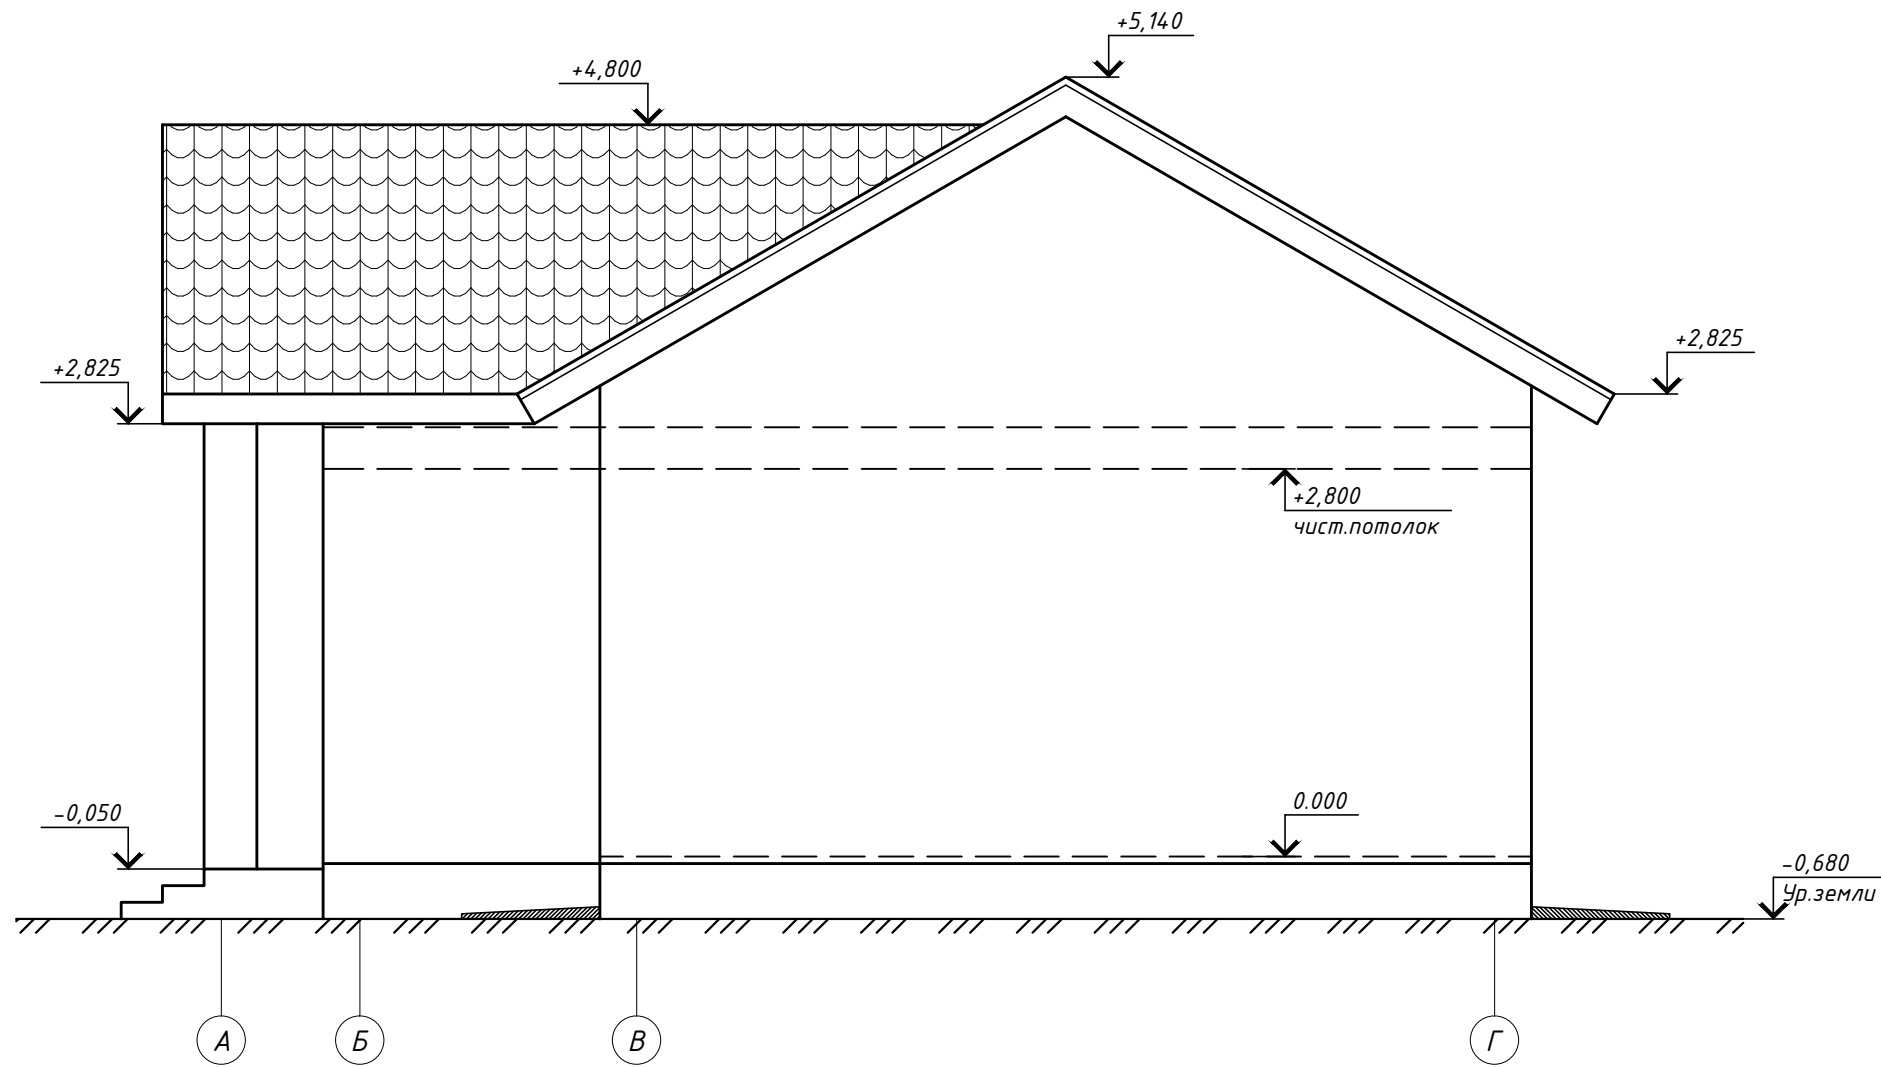 +5,140
+4,800
+2,825
+2,825
+2,800
чист.потолок
-0,050
0.000
-0,680
Ур.земли
А
Б
В
Г